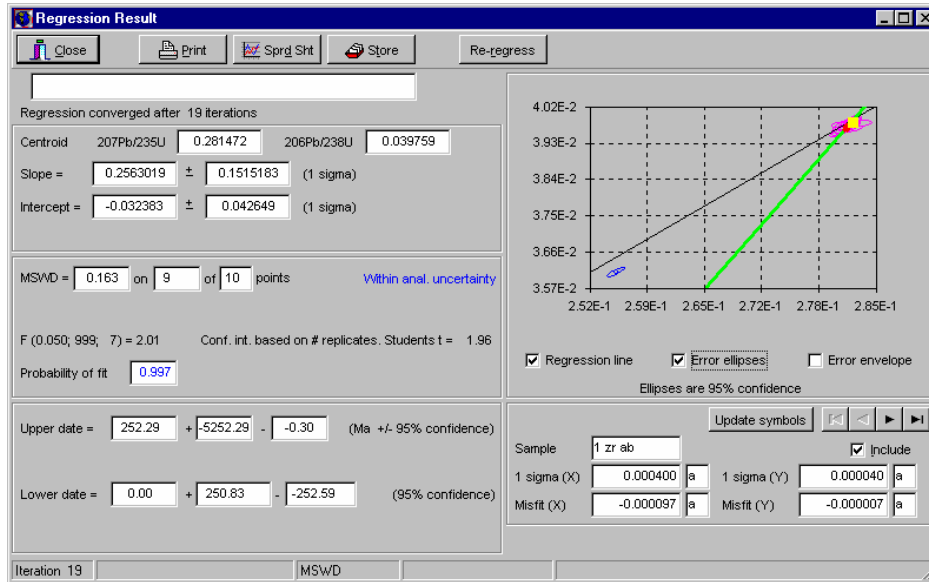 Regression Result
Close Print Sprd Sht Store Re-regress
Regression converged after 19 iterations
Centroid 207Pb/235U 0.281472 206Pb/238U 0.039759
Slope = 0.2563019 ± 0.1515183 (1 sigma)
Intercept = -0.032383 ± 0.042649 (1 sigma)
MSWD = 0.163 on 9 of 10 points Within anal. uncertainty
F (0.050; 999; 7) = 2.01 Conf. int. based on # replicates. Students t = 1.96
Probability of fit 0.997
Upper date = 252.29 + -5252.29 - -0.30 (Ma +/- 95% confidence)
Lower date = 0.00 + 250.83 - -252.59 (95% confidence)
4.02E-2
3.93E-2
3.84E-2
3.75E-2
3.66E-2
3.57E-2
2.52E-1 2.59E-1 2.65E-1 2.72E-1 2.78E-1 2.85E-1
Regression line Error ellipses Error envelope
Ellipses are 95% confidence
Update symbols
Sample 1 zr ab Include
1 sigma (X) 0.000400 a 1 sigma (Y) 0.000040 a
Misfit (X) -0.000097 a Misfit (Y) -0.000007 a
Iteration 19 MSWD